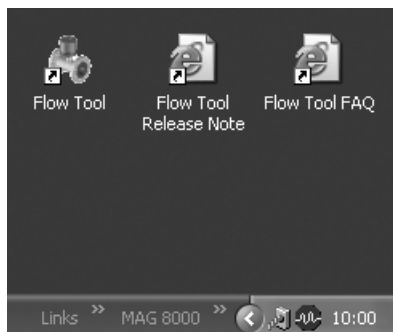 Flow Tool
Flow Tool
Release Note
Flow Tool FAQ
Links »
MAG 8000 »
10:00